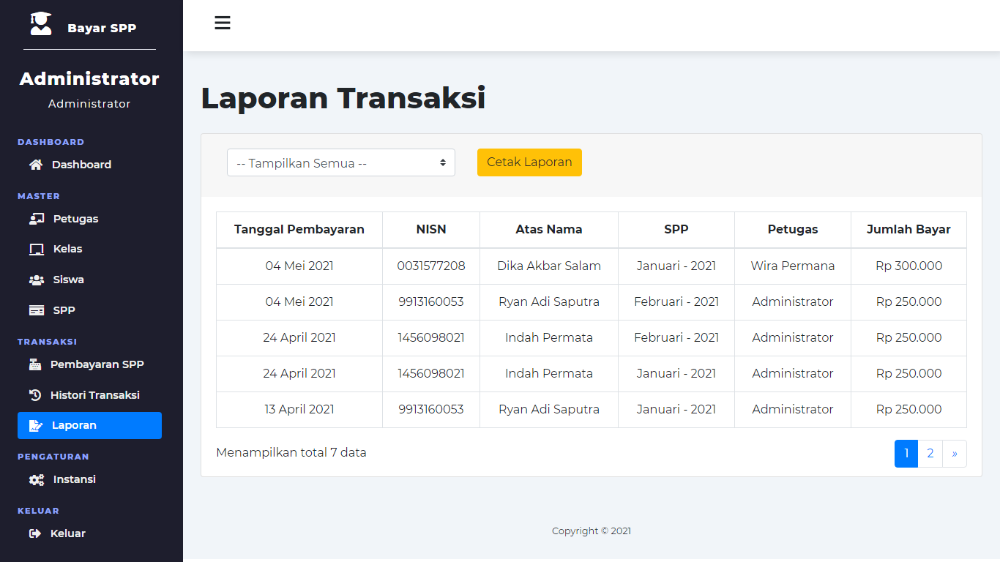 Bayar SPP
Administrator
Administrator
DASHBOARD
Dashboard
MASTER
Petugas
Kelas
Siswa
SPP
TRANSAKSI
Pembayaran SPP
Histori Transaksi
Laporan
PENGATURAN
Instansi
KELUAR
Keluar
Laporan Transaksi
-- Tampilkan Semua -- Cetak Laporan
Tanggal Pembayaran NISN Atas Nama SPP Petugas Jumlah Bayar
04 Mei 2021 0031577208 Dika Akbar Salam Januari - 2021 Wira Permana Rp 300.000
04 Mei 2021 9913160053 Ryan Adi Saputra Februari - 2021 Administrator Rp 250.000
24 April 2021 1456098021 Indah Permata Februari - 2021 Administrator Rp 250.000
24 April 2021 1456098021 Indah Permata Januari - 2021 Administrator Rp 250.000
13 April 2021 9913160053 Ryan Adi Saputra Januari - 2021 Administrator Rp 250.000
Menampilkan total 7 data 1 2 »
Copyright © 2021